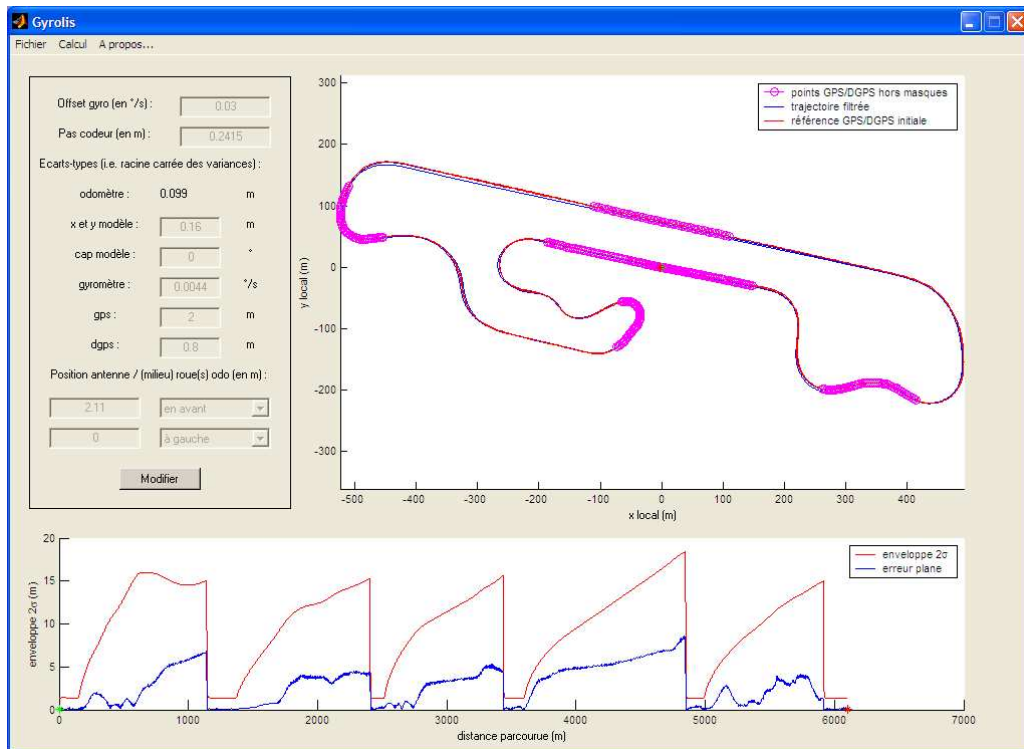 Gyrolis
Fichier Calcul A propos...
Offset gyro (en °/s) : 0.03
Pas codeur (en m) : 0.2415
Ecarts-types (i.e. racine carrée des variances) :
odomètre : 0.099 m
x et y modèle : 0.16 m
cap modèle : 0 °
gyromètre : 0.0044 °/s
gps : 2 m
dgps : 0.8 m
Position antenne / (milieu) roue(s) odo (en m) :
2.11 en avant
0 à gauche
Modifier
points GPS/DGPS hors masques
trajectoire filtrée
référence GPS/DGPS initiale
300
200
100
0
-100
-200
-300
y local (m)
-500 -400 -300 -200 -100 0 100 200 300 400
x local (m)
enveloppe 2σ
erreur plane
20
15
10
5
0
enveloppe 2σ (m)
0 1000 2000 3000 4000 5000 6000 7000
distance parcourue (m)